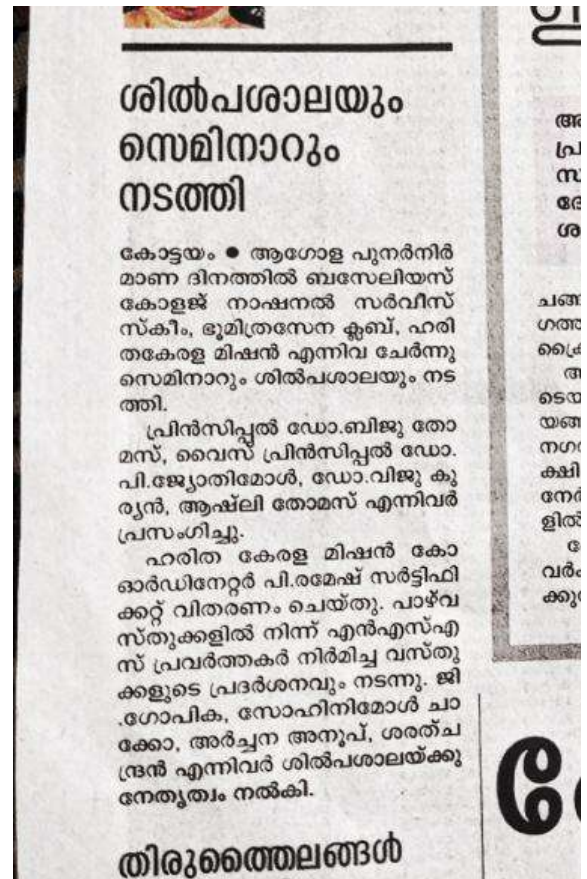 ശിൽപശാലയും
സെമിനാറും
നടത്തി
കോട്ടയം ● ആഗോള പുനർനിർ
മാണ ദിനത്തിൽ ബസേലിയസ്
കോളജ് നാഷനൽ സർവീസ്
സ്കീം, ഭൂമിത്രസേന ക്ലബ്, ഹരി
തകേരള മിഷൻ എന്നിവ ചേർന്നു
സെമിനാറും ശിൽപശാലയും നട
ത്തി.
പ്രിൻസിപ്പൽ ഡോ.ബിജു തോ
മസ്, വൈസ് പ്രിൻസിപ്പൽ ഡോ.
പി.ജ്യോതിമോൾ, ഡോ.വിജു കു
ര്യൻ, ആഷ്‌ലി തോമസ് എന്നിവർ
പ്രസംഗിച്ചു.
ഹരിത കേരള മിഷൻ കോ
ഓർഡിനേറ്റർ പി.രമേഷ് സർട്ടിഫി
ക്കറ്റ് വിതരണം ചെയ്തു. പാഴ്‌വ
സ്തുക്കളിൽ നിന്ന് എൻഎസ്എ
സ് പ്രവർത്തകർ നിർമിച്ച വസ്തു
ക്കളുടെ പ്രദർശനവും നടന്നു. ജി
.ഗോപിക, സോഹിനിമോൾ ചാ
ക്കോ, അർച്ചന അനൂപ്, ശരത്ച
ന്ദ്രൻ എന്നിവർ ശിൽപശാലയ്ക്കു
നേതൃത്വം നൽകി.
തിരുത്തൈലങ്ങൾ